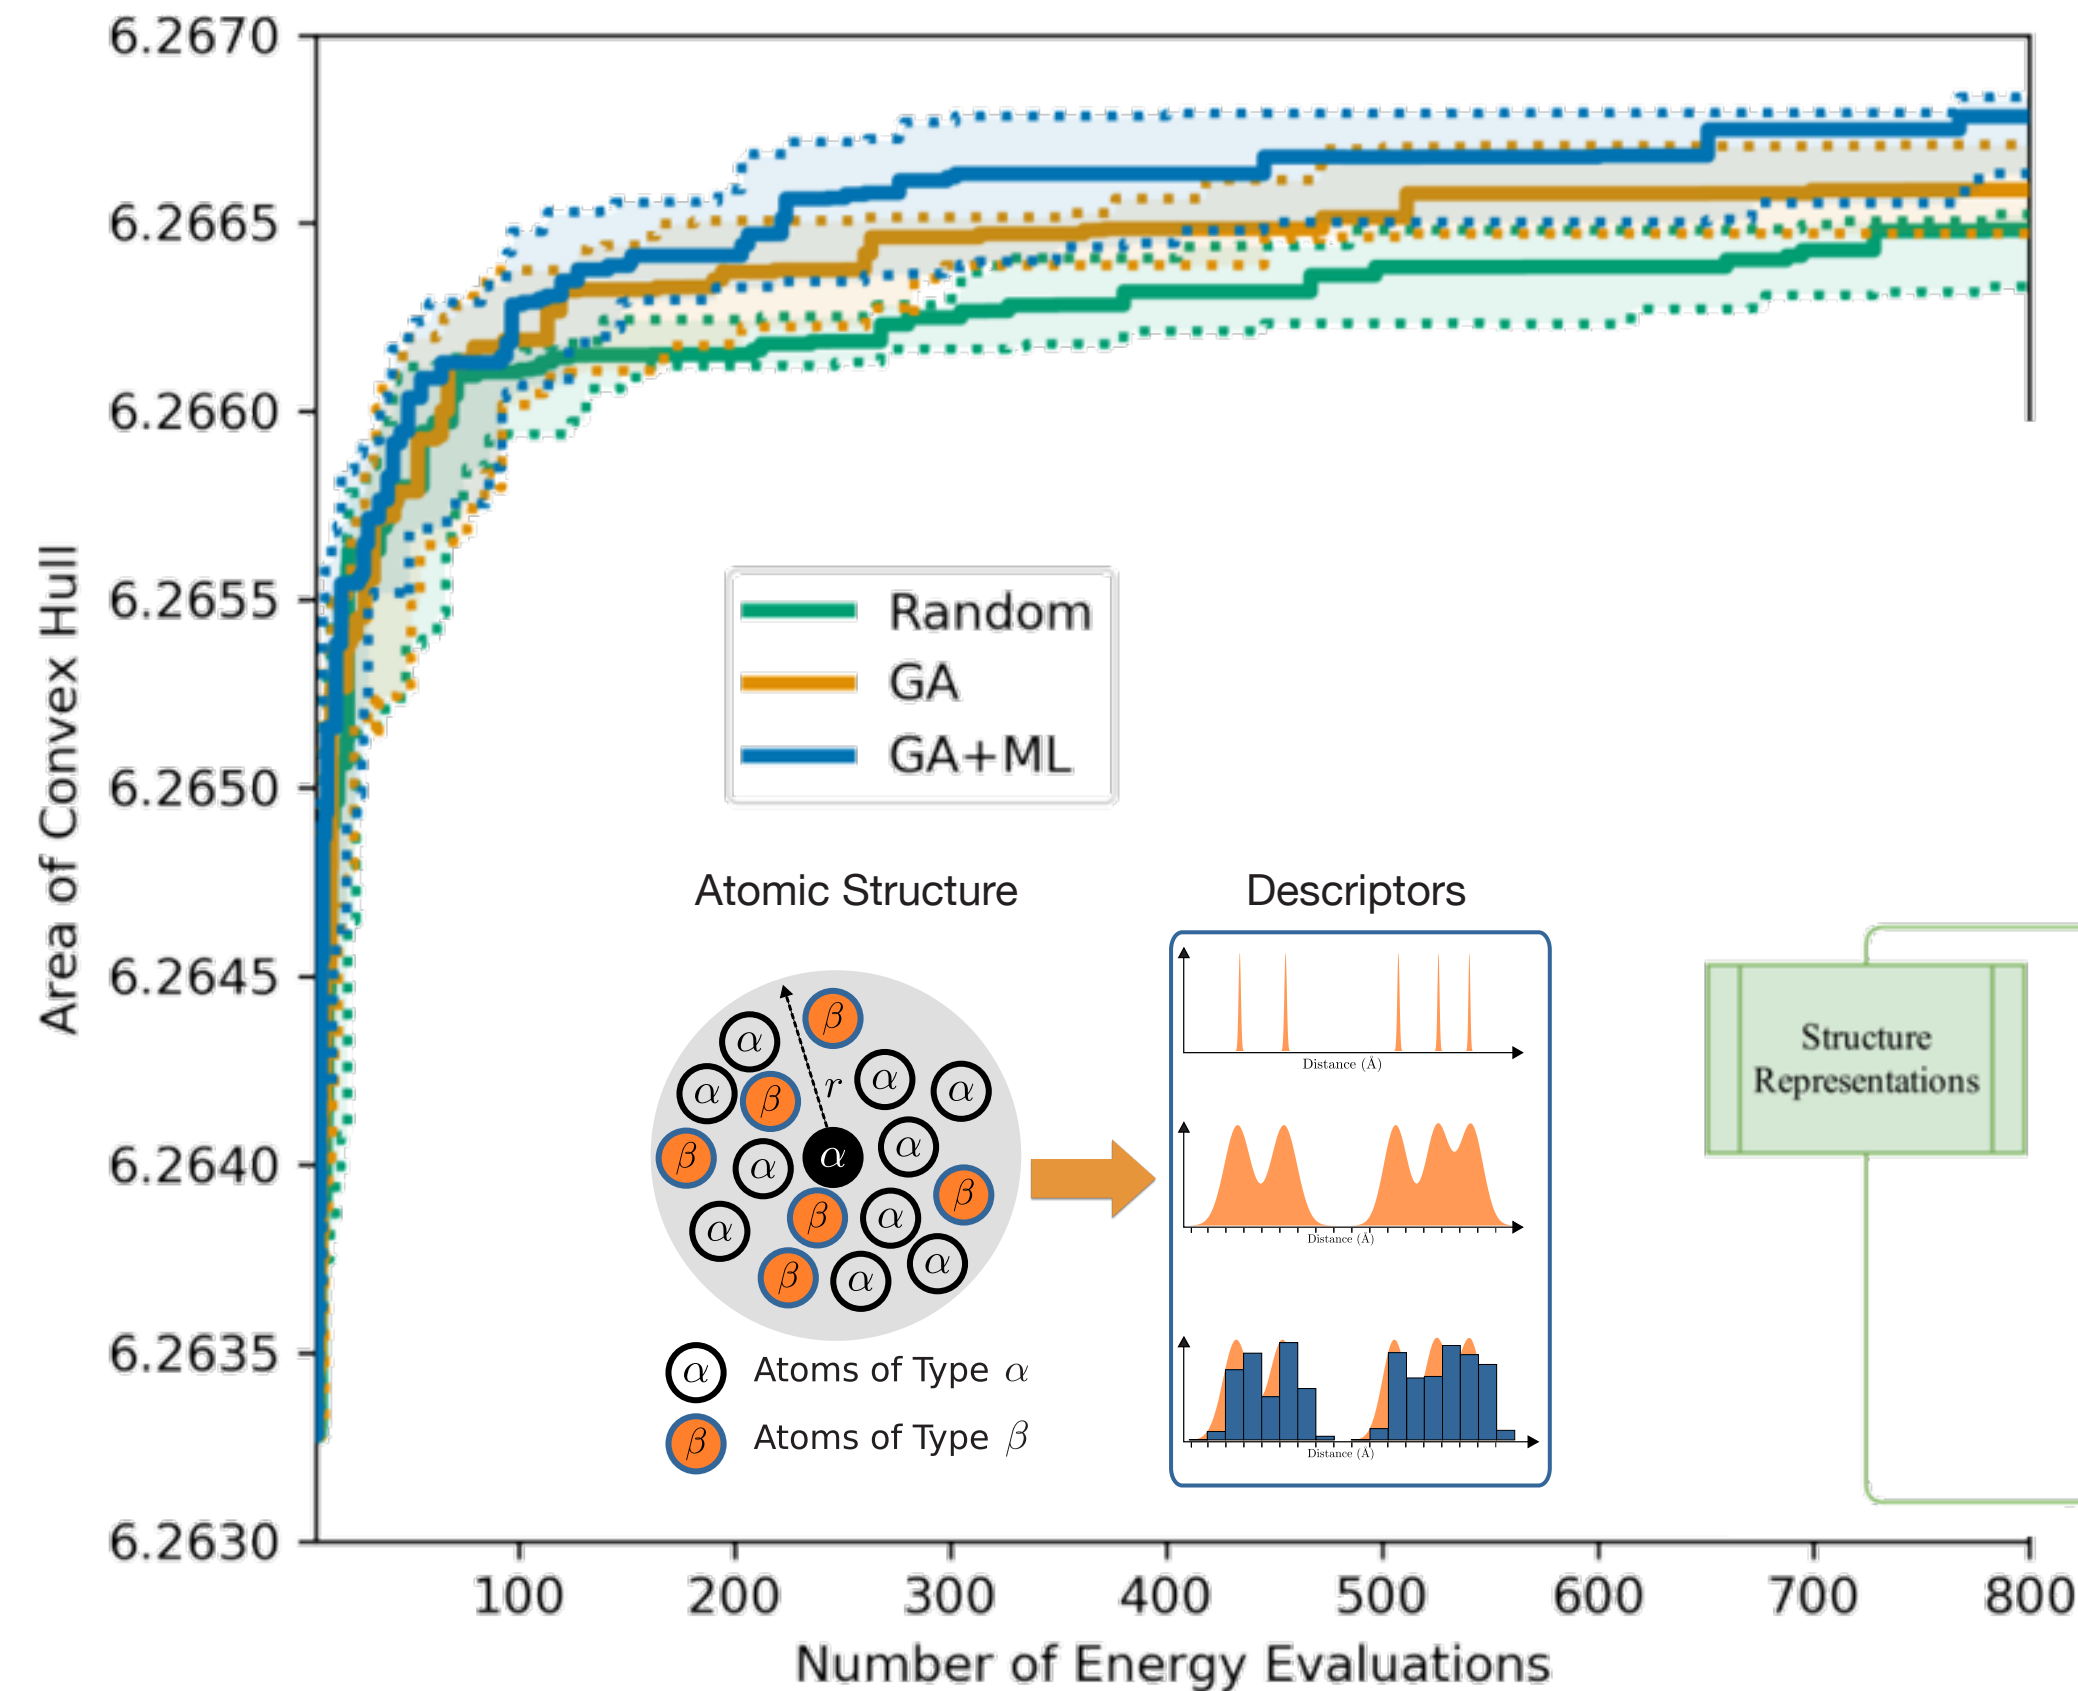 6.2670
6.2665
6.2660
6.2655
6.2650
6.2645
6.2640
6.2635
6.2630
Area of Convex Hull
Random
GA
GA+ML
Atomic Structure
Descriptors
β
α
α
α
α
β
r
β
α
α
α
β
β
α
α
β
α
α
α Atoms of Type α
β Atoms of Type β
Distance (Å)
Distance (Å)
Distance (Å)
Structure
Representations
100 200 300 400 500 600 700 800
Number of Energy Evaluations